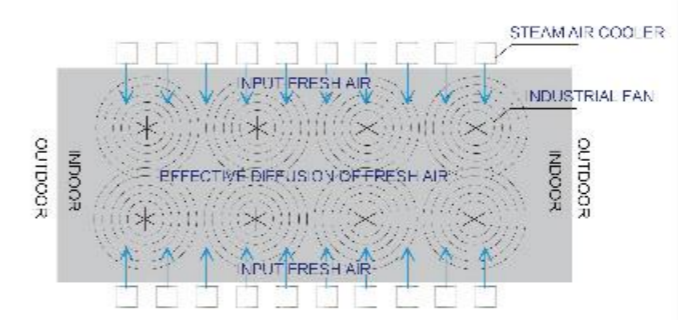 STEAM AIR COOLER
INPUT FRESH AIR
INDUSTRIAL FAN
OUTDOOR
INDOOR
EFFECTIVE DIFFUSION OF FRESH AIR
INDOOR
OUTDOOR
INPUT FRESH AIR